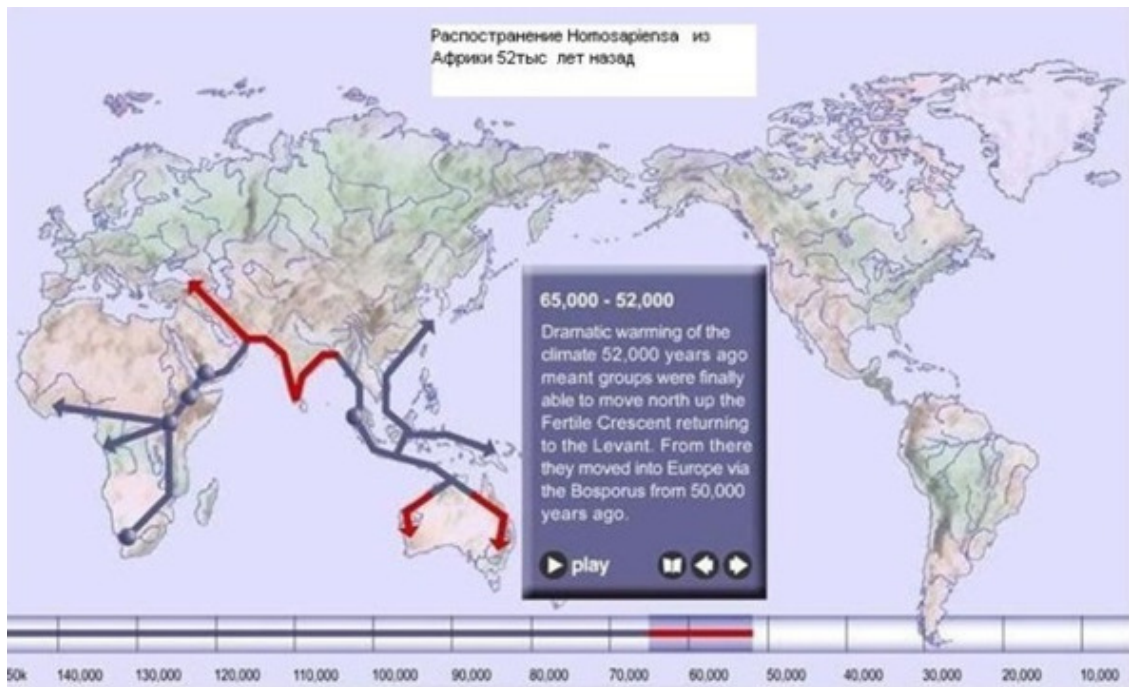 Распостранение Homosapiensa из
Африки 52тыс лет назад
65,000 - 52,000
Dramatic warming of the
climate 52,000 years ago
meant groups were finally
able to move north up the
Fertile Crescent returning
to the Levant. From there
they moved into Europe via
the Bosporus from 50,000
years ago.
play
50k 140,000 130,000 120,000 110,000 100,000 90,000 80,000 70,000 60,000 50,000 40,000 30,000 20,000 10,000